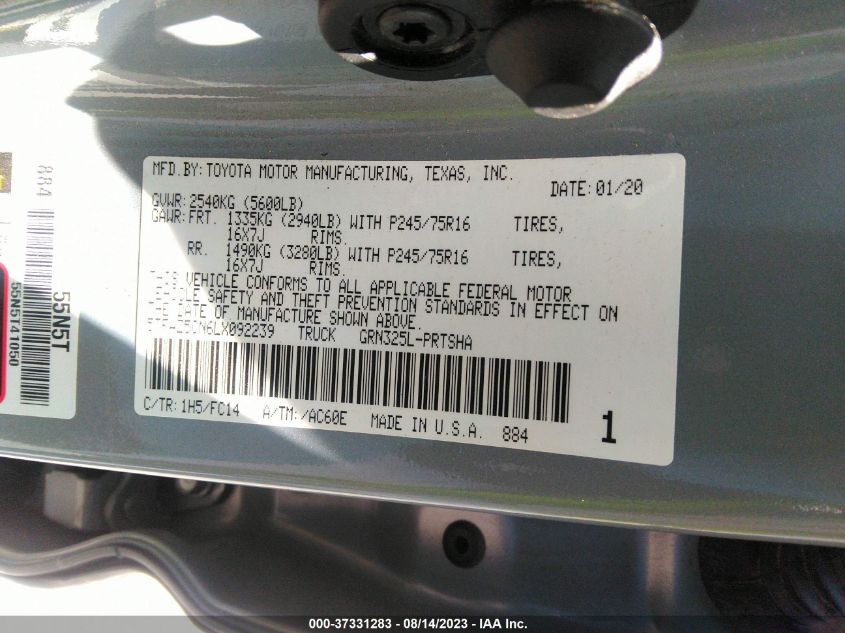 MFD.BY:TOYOTA MOTOR MANUFACTURING, TEXAS, INC.
DATE:01/20
GVWR:2540KG (5600LB)
GAWR:FRT. 1335KG (2940LB) WITH P245/75R16 TIRES,
16X7J RIMS.
RR. 1490KG (3280LB) WITH P245/75R16 TIRES,
16X7J RIMS.
VEHICLE CONFORMS TO ALL APPLICABLE FEDERAL MOTOR
SAFETY AND THEFT PREVENTION STANDARDS IN EFFECT ON
DATE OF MANUFACTURE SHOWN ABOVE.
TRUCK GRN325L-PRTSHA
C/TR:1H5/FC14 A/TM:/AC60E MADE IN U.S.A. 884
1
884
55N5T
55N5T41050
000-37331283 - 08/14/2023 - IAA Inc.